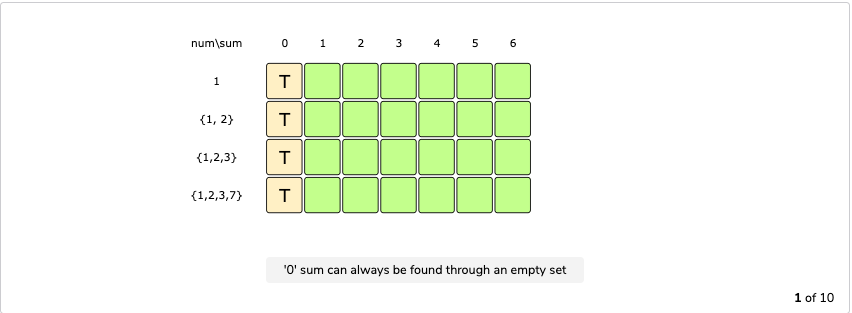 num\sum 0 1 2 3 4 5 6
1 T
{1, 2} T
{1,2,3} T
{1,2,3,7} T
'0' sum can always be found through an empty set
1 of 10